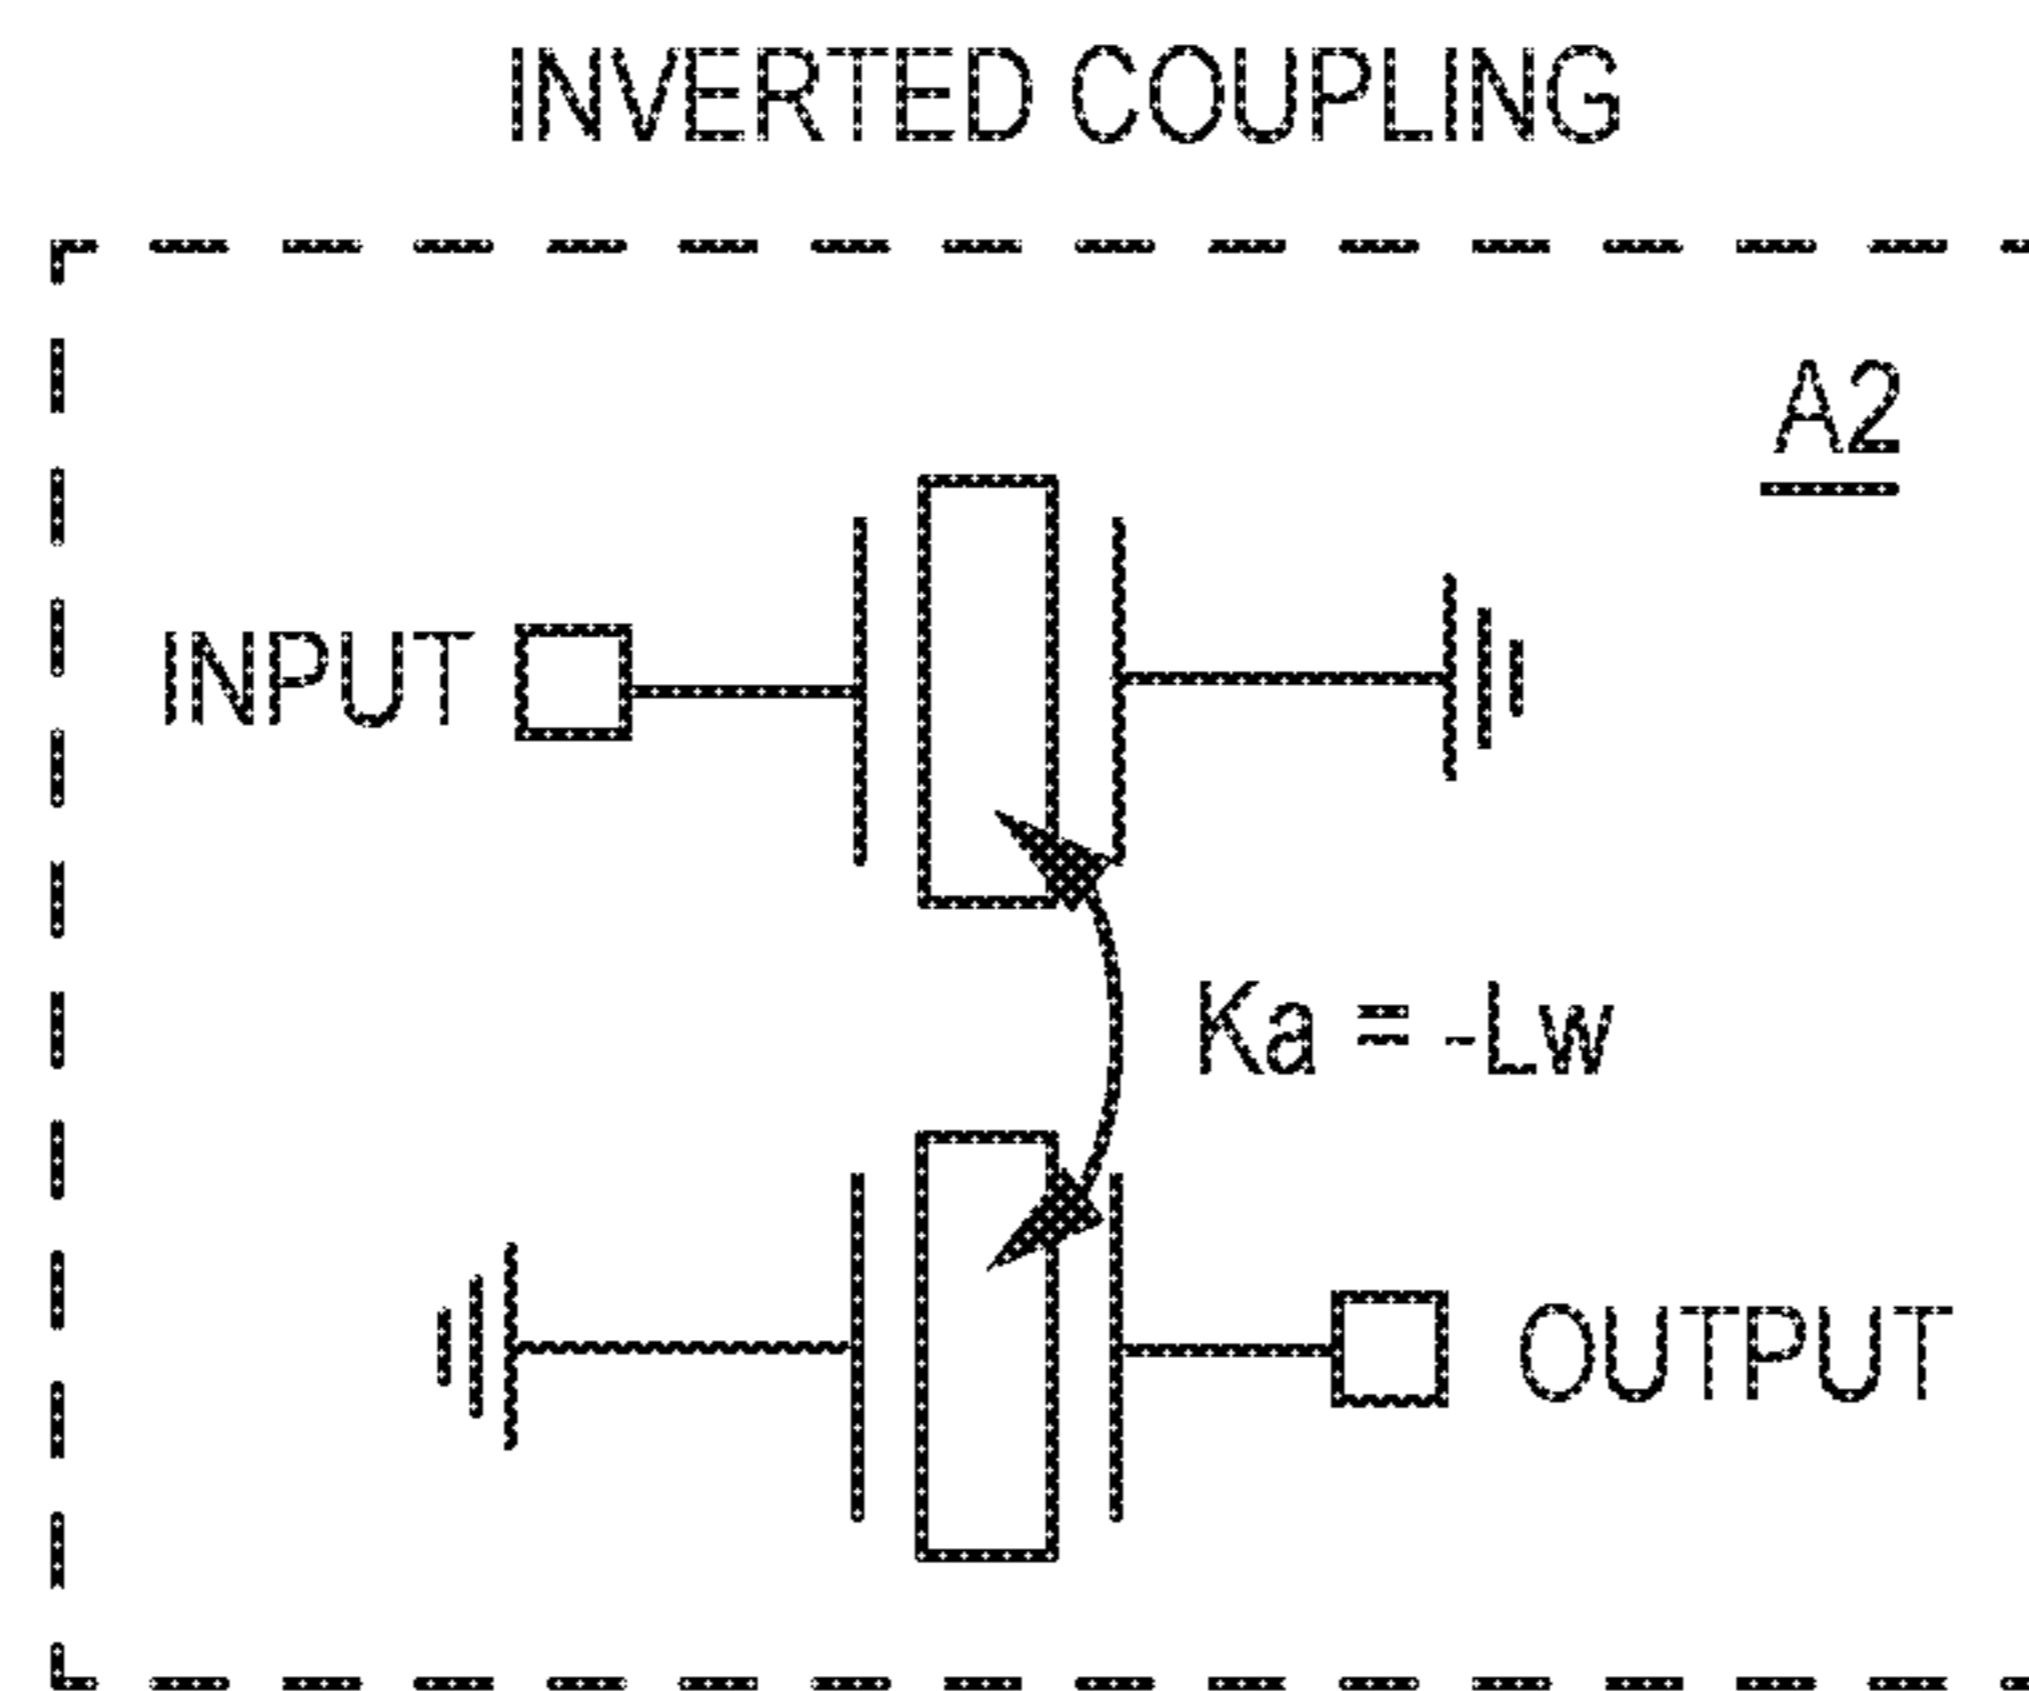 INVERTED COUPLING
A2
INPUT
Ka = -Lw
OUTPUT